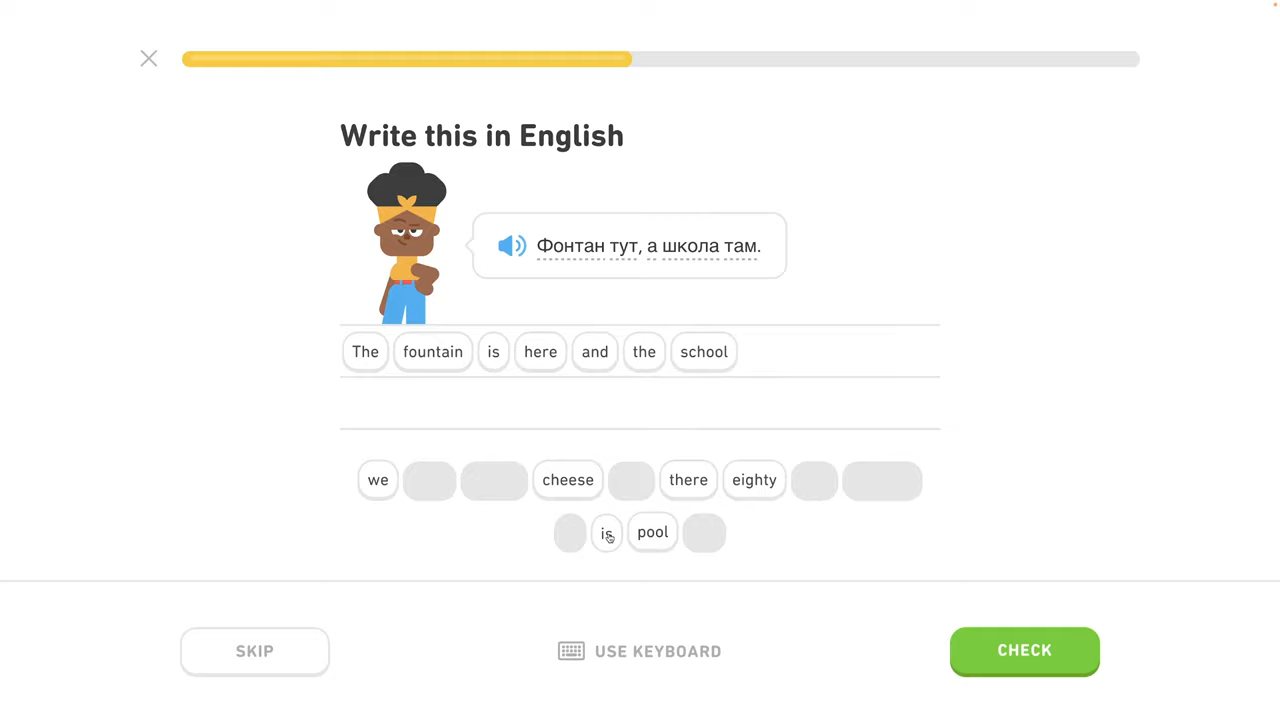 Write this in English
Фонтан тут, а школа там.
The fountain is here and the school
we cheese there eighty
is pool
SKIP USE KEYBOARD CHECK